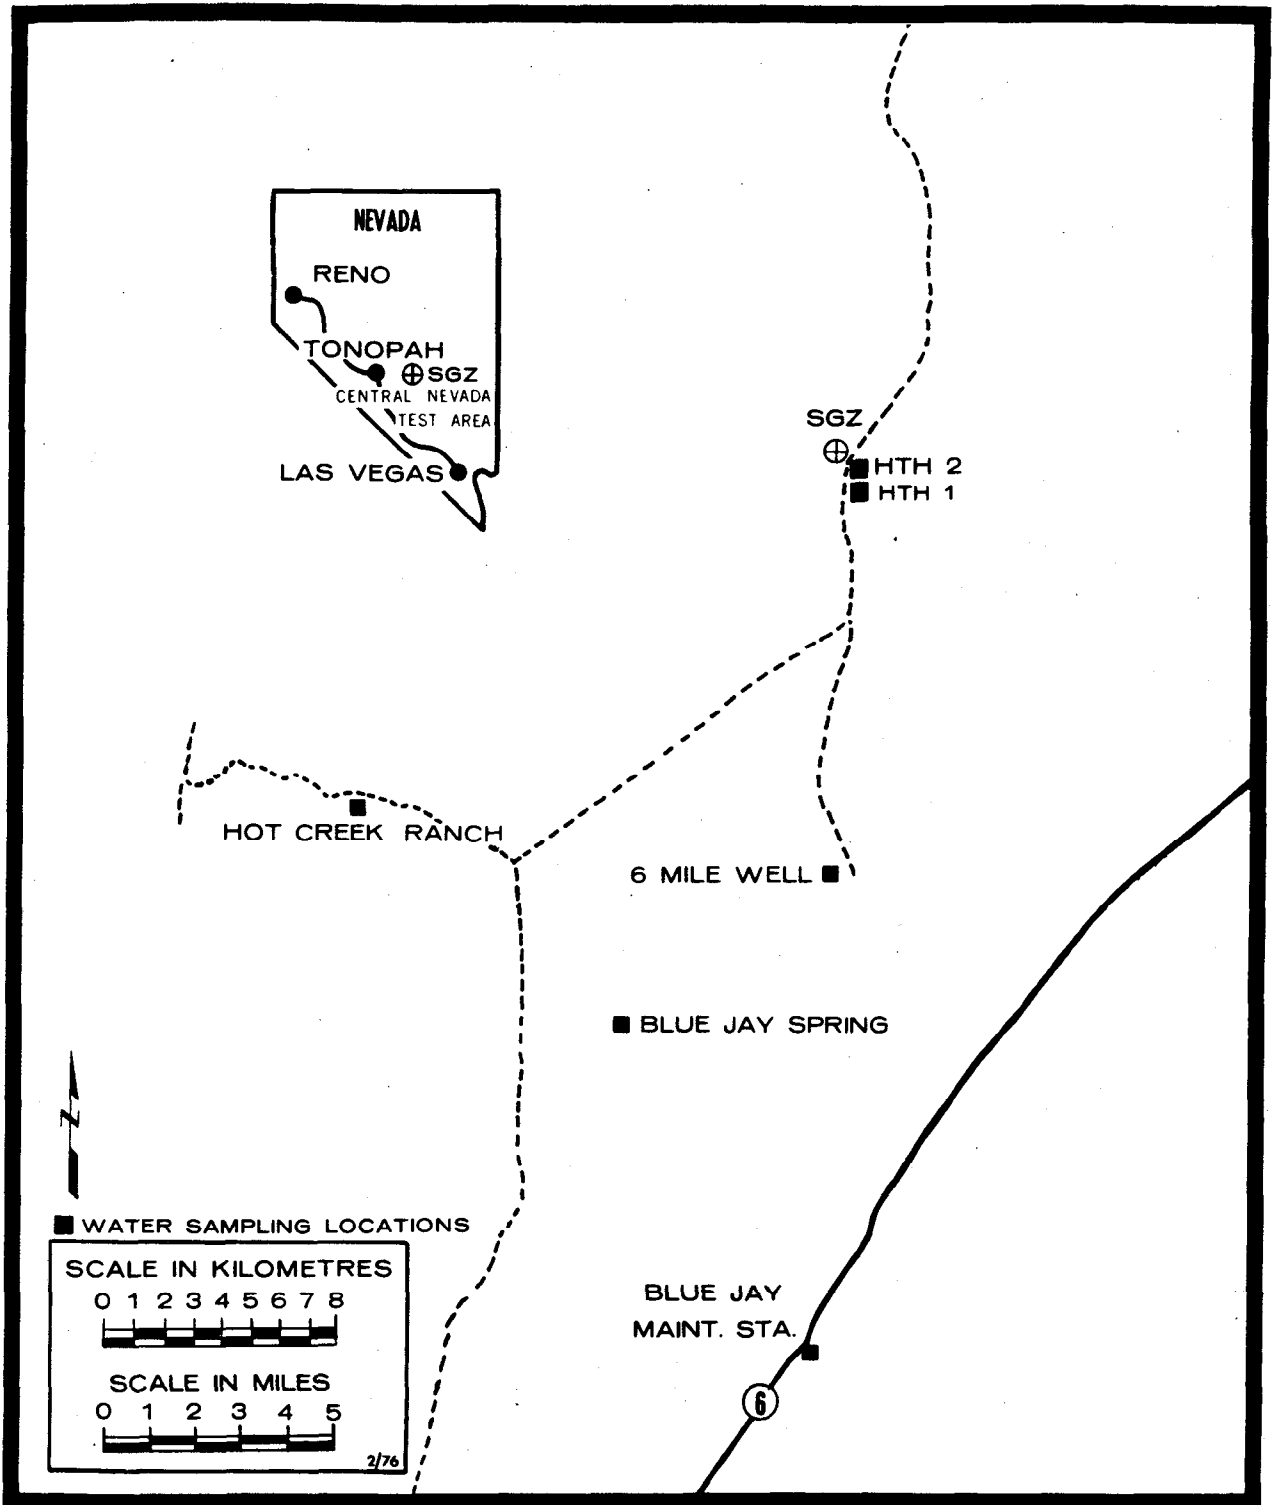 NEVADA
RENO
TONOPAH
SGZ
CENTRAL NEVADA
TEST AREA
LAS VEGAS
SGZ
HTH 2
HTH 1
HOT CREEK RANCH
6 MILE WELL
BLUE JAY SPRING
N
WATER SAMPLING LOCATIONS
SCALE IN KILOMETRES
0 1 2 3 4 5 6 7 8
SCALE IN MILES
0 1 2 3 4 5
2/76
BLUE JAY
MAINT. STA.
6